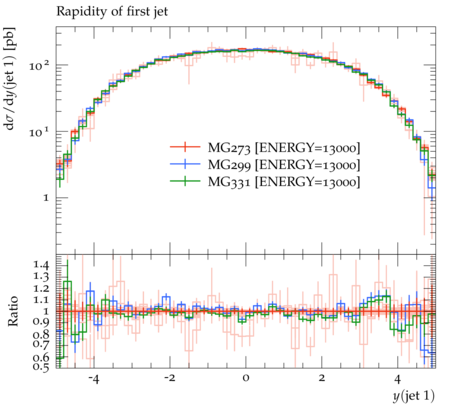 Rapidity of first jet
dσ/dy(jet 1) [pb]
10²
10¹
1
MG273 [ENERGY=13000]
MG299 [ENERGY=13000]
MG331 [ENERGY=13000]
Ratio
1.4
1.3
1.2
1.1
1
0.9
0.8
0.7
0.6
0.5
-4 -2 0 2 4
y(jet 1)